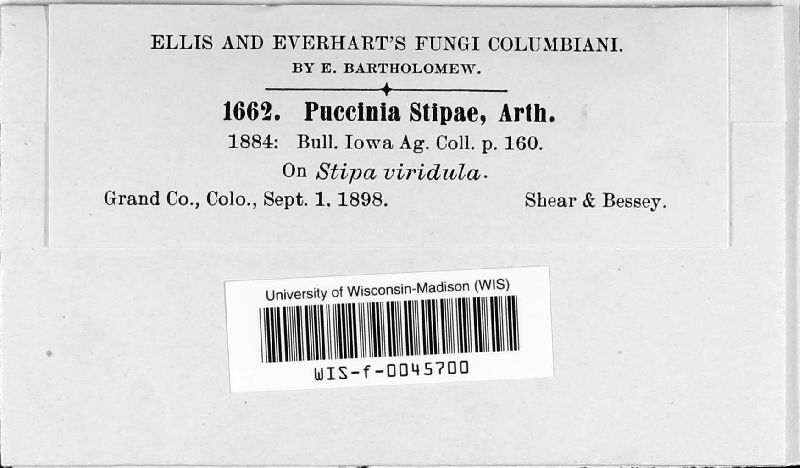 ELLIS AND EVERHART'S FUNGI COLUMBIANI.
BY E. BARTHOLOMEW.
1662. Puccinia Stipae, Arth.
1884: Bull. Iowa Ag. Coll. p. 160.
On Stipa viridula.
Grand Co., Colo., Sept. 1. 1898. Shear & Bessey.
University of Wisconsin-Madison (WIS)
WIS-f-0045700